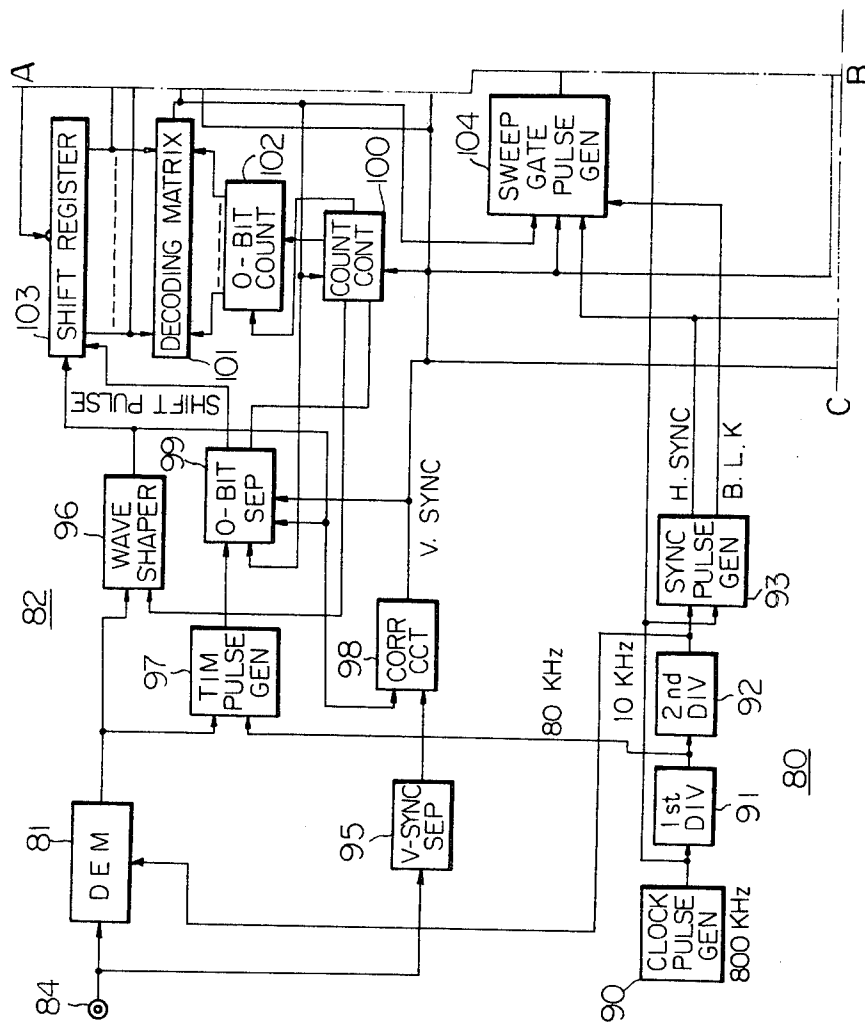 A
103
SHIFT REGISTER
DECODING MATRIX
101
102
0-BIT
COUNT
100
COUNT
CONT
104
SWEEP
GATE
PULSE
GEN
B
SHIFT PULSE
82
96
WAVE
SHAPER
99
0-BIT
SEP
97
TIM
PULSE
GEN
98
CORR
CCT
V. SYNC
H. SYNC
B. L. K
C
81
DEM
84
95
V-SYNC
SEP
80 KHz
10 KHz
SYNC
PULSE
GEN
93
2nd
DIV
92
1st
DIV
91
80
90
CLOCK
PULSE
GEN
800 KHz